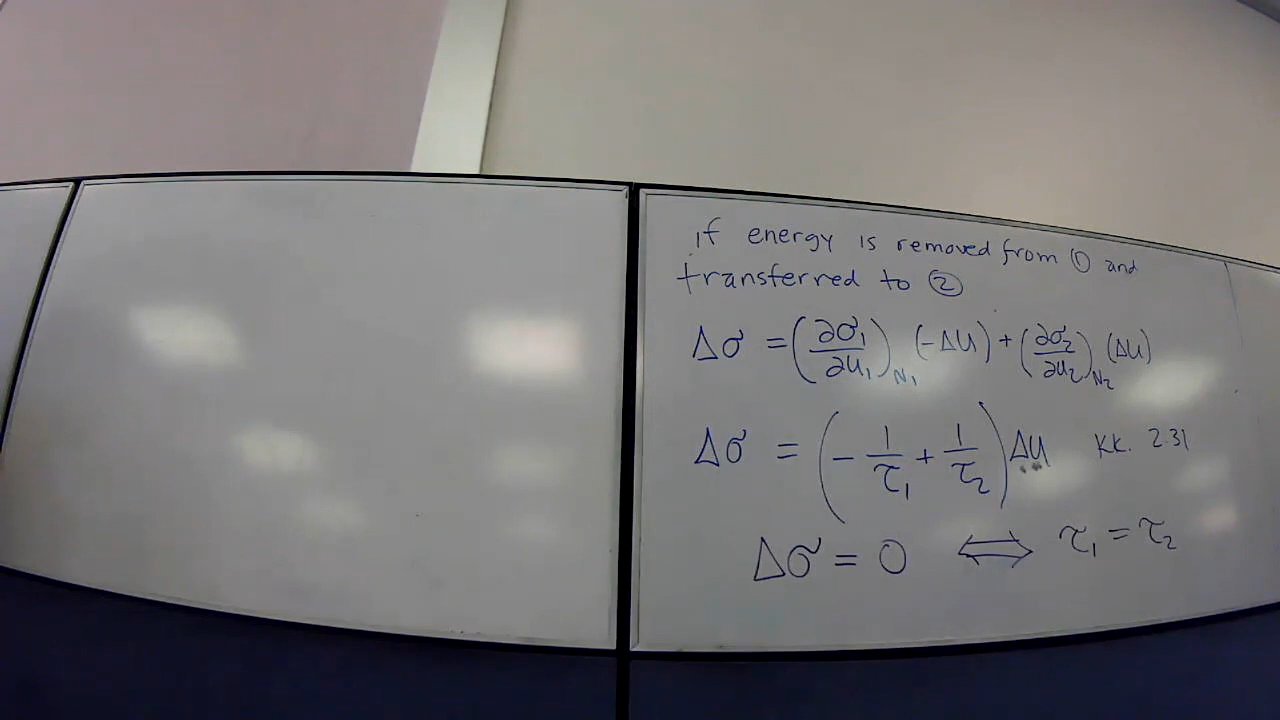 if energy is removed from ① and
transferred to ②
Δσ = (∂σ₁/∂U₁)_N₁ (-ΔU) + (∂σ₂/∂U₂)_N₂ (ΔU)
Δσ = (- 1/τ₁ + 1/τ₂) ΔU KK. 2.31
Δσ = 0 ⟺ τ₁ = τ₂